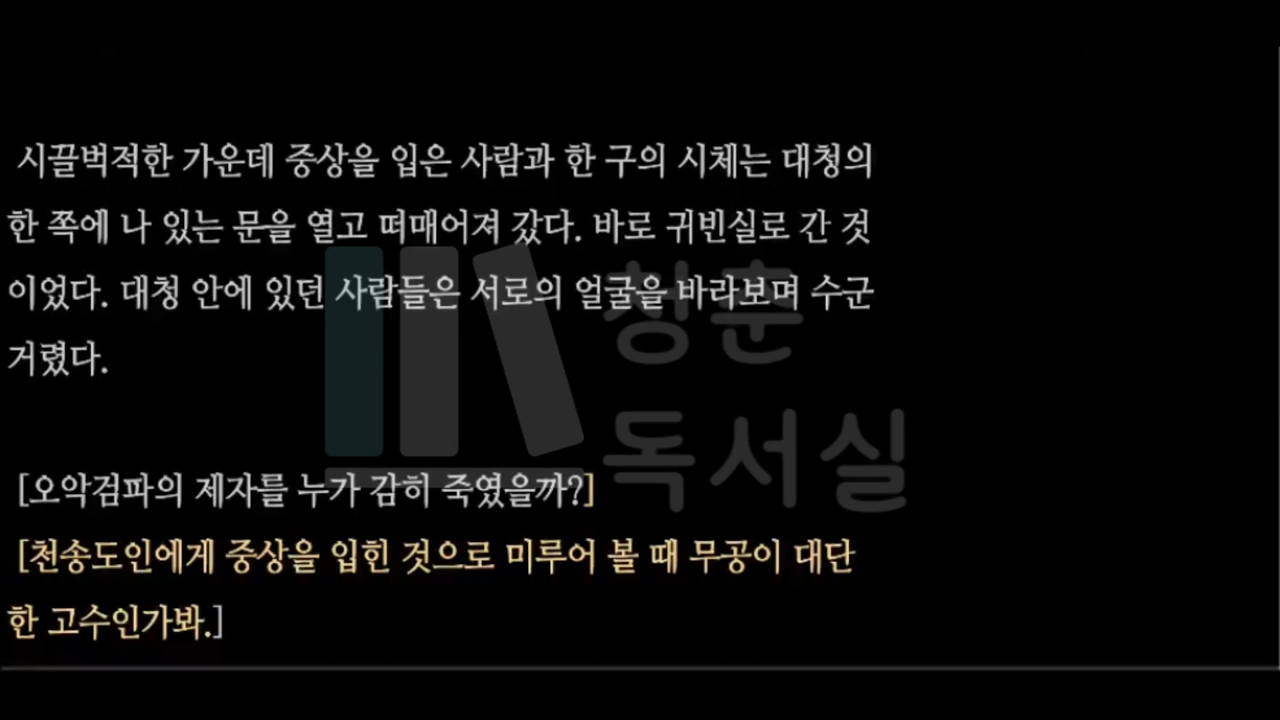 시끌벅적한 가운데 중상을 입은 사람과 한 구의 시체는 대청의
한 쪽에 나 있는 문을 열고 떠매어져 갔다. 바로 귀빈실로 간 것
이었다. 대청 안에 있던 사람들은 서로의 얼굴을 바라보며 수군
거렸다.
청춘
독서실
[오악검파의 제자를 누가 감히 죽였을까?]
[천송도인에게 중상을 입힌 것으로 미루어 볼 때 무공이 대단
한 고수인가봐.]